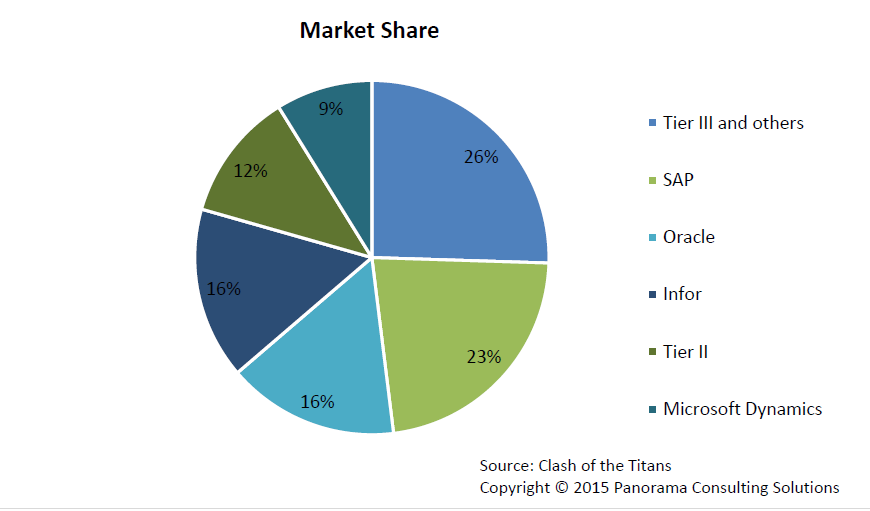 Market Share
9%
26%
12%
16%
23%
16%
Tier III and others
SAP
Oracle
Infor
Tier II
Microsoft Dynamics
Source: Clash of the Titans
Copyright © 2015 Panorama Consulting Solutions